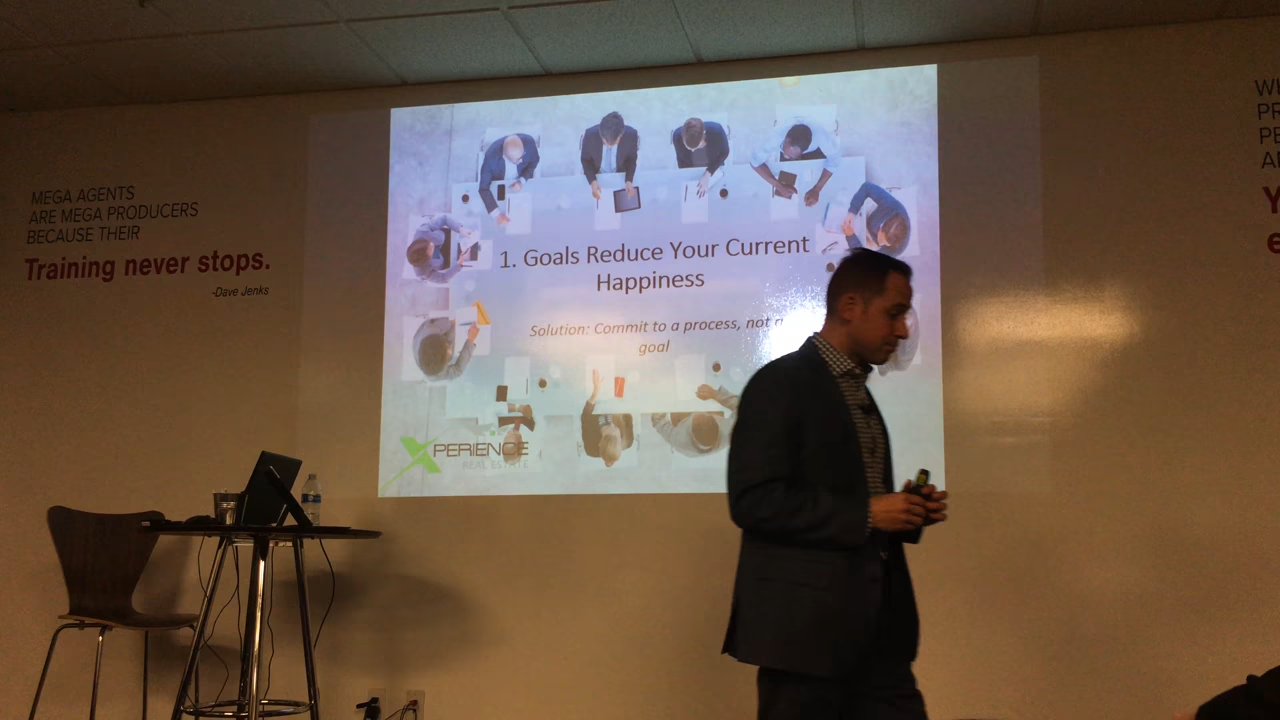 MEGA AGENTS
ARE MEGA PRODUCERS
BECAUSE THEIR
Training never stops.
-Dave Jenks
1. Goals Reduce Your Current
Happiness
Solution: Commit to a process, not a
goal
XPERIENCE
REAL ESTATE